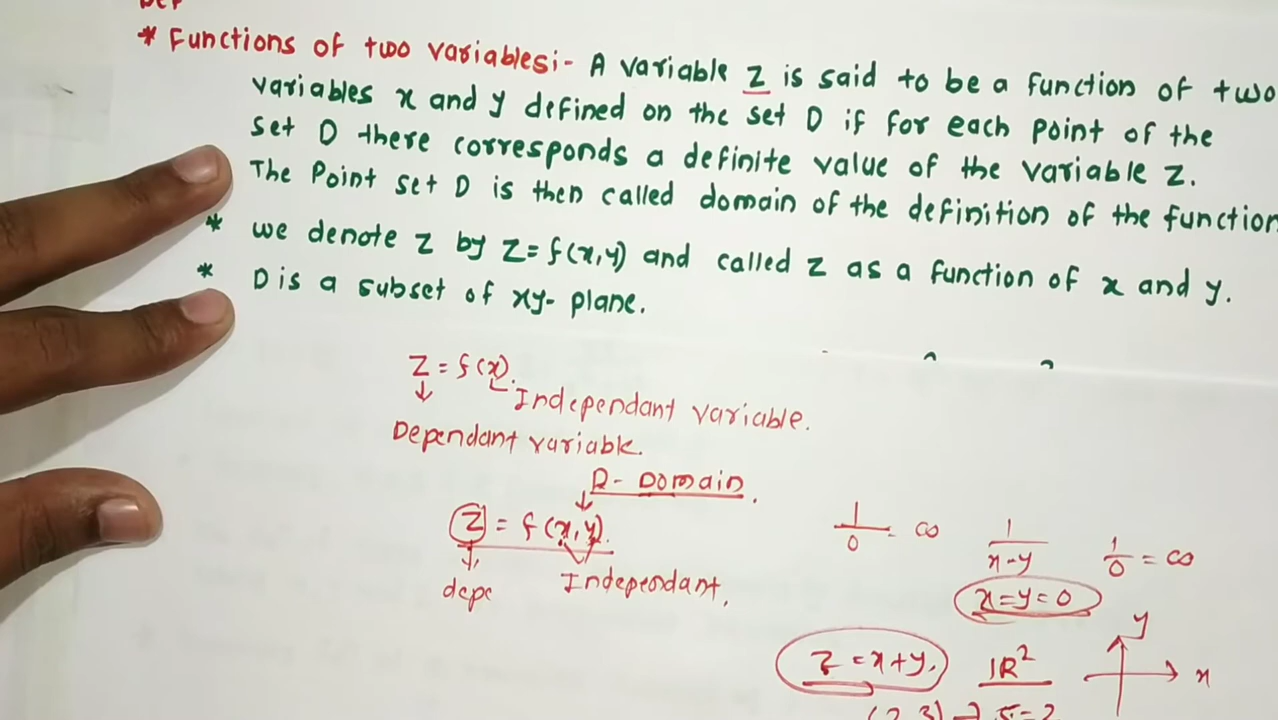 * Functions of two variables:- A variable Z is said to be a function of two
variables x and y defined on the set D if for each point of the
set D there corresponds a definite value of the variable Z.
The Point set D is then called domain of the definition of the function
* we denote Z by Z=f(x,y) and called Z as a function of x and y.
* D is a subset of xy-plane.
Z = f(x).
Independant variable.
Dependant variable.
D- Domain.
Z = f(x,y).
depe
Independant.
1/0 = ∞
1/x-y
1/0 = ∞
x=y=0
Z = x+y.
IR²
y
x